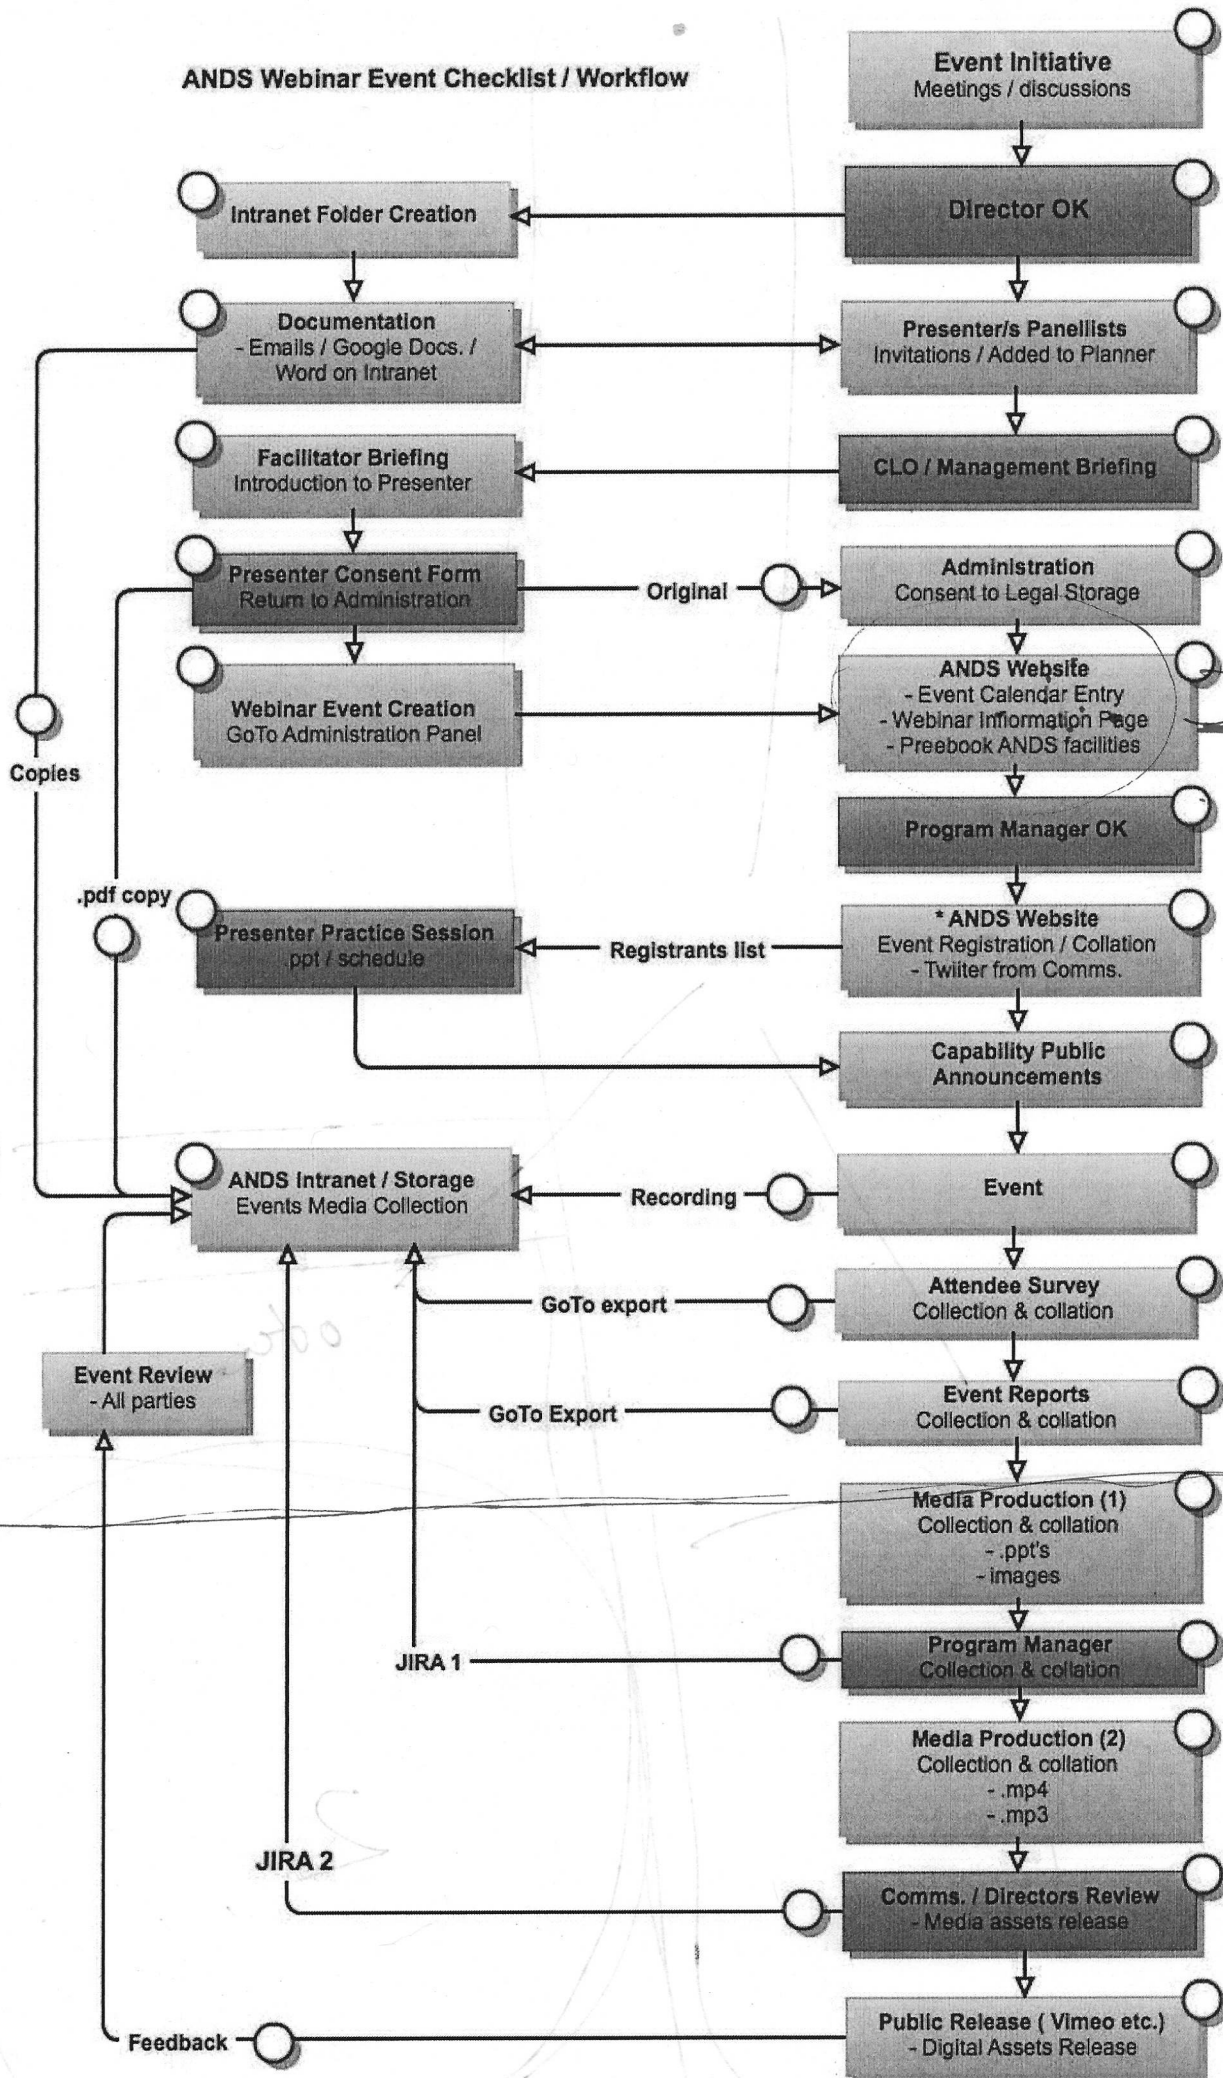 ANDS Webinar Event Checklist / Workflow
Event Initiative
Meetings / discussions
Intranet Folder Creation
Director OK
Documentation
- Emails / Google Docs. /
Word on Intranet
Presenter/s Panellists
Invitations / Added to Planner
Facilitator Briefing
Introduction to Presenter
CLO / Management Briefing
Presenter Consent Form
Return to Administration
Original
Administration
Consent to Legal Storage
Webinar Event Creation
GoTo Administration Panel
ANDS Website
- Event Calendar Entry
- Webinar Infiormation Page
- Preebook ANDS facilities
Copies
Program Manager OK
.pdf copy
Presenter Practice Session
.ppt / schedule
Registrants list
* ANDS Website
Event Registration / Collation
- Twiiter from Comms.
Capability Public
Announcements
ANDS Intranet / Storage
Events Media Collection
Recording
Event
GoTo export
Attendee Survey
Collection & collation
Event Review
- All parties
GoTo Export
Event Reports
Collection & collation
Media Production (1)
Collection & collation
- .ppt's
- images
JIRA 1
Program Manager
Collection & collation
Media Production (2)
Collection & collation
- .mp4
- .mp3
JIRA 2
Comms. / Directors Review
- Media assets release
Feedback
Public Release ( Vimeo etc.)
- Digital Assets Release